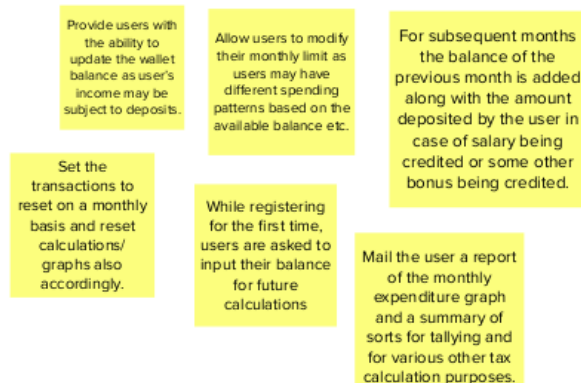 Provide users with
the ability to
update the wallet
balance as user's
income may be
subject to deposits.
Allow users to modify
their monthly limit as
users may have
different spending
patterns based on the
available balance etc.
For subsequent months
the balance of the
previous month is added
along with the amount
deposited by the user in
case of salary being
credited or some other
bonus being credited.
Set the
transactions to
reset on a monthly
basis and reset
calculations/
graphs also
accordingly.
While registering
for the first time,
users are asked to
input their balance
for future
calculations
Mail the user a report
of the monthly
expenditure graph
and a summary of
sorts for tallying and
for various other tax
calculation purposes.